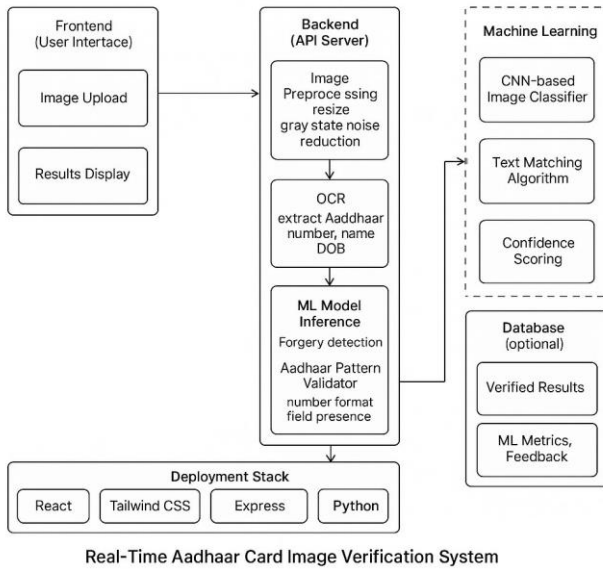 Frontend
(User Intertace)
Image Upload
Results Display
Backend
(API Server)
Image
Preproce ssing
resize
gray state noise
reduction
OCR
extract Aaddhaar
number, name
DOB
ML Model
Inference
Forgery detection
Aadhaar Pattern
Validator
number format
field presence
Machine Learning
CNN-based
Image Classifier
Text Matching
Algorithm
Confidence
Scoring
Database
(optional)
Verified Results
ML Metrics,
Feedback
Deployment Stack
React
Tailwind CSS
Express
Python
Real-Time Aadhaar Card Image Verification System